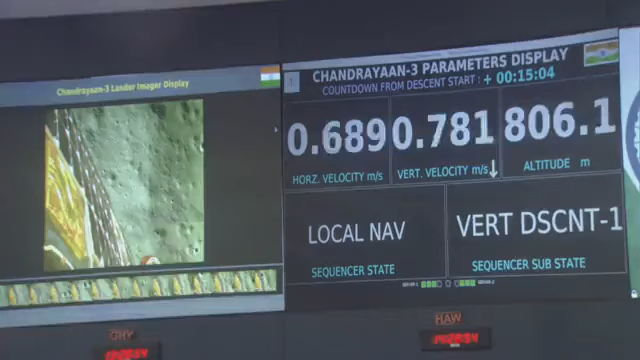 Chandrayaan-3 Lander Imager Display
CHANDRAYAAN-3 PARAMETERS DISPLAY
COUNTDOWN FROM DESCENT START : + 00:15:04
0.689 0.781 806.1
HORZ. VELOCITY m/s VERT. VELOCITY m/s ALTITUDE m
LOCAL NAV VERT DSCNT-1
SEQUENCER STATE SEQUENCER SUB STATE
HAW